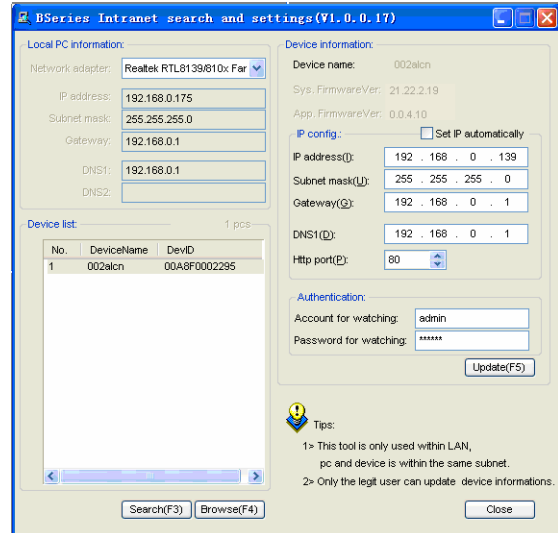 BSeries Intranet search and settings(V1.0.0.17)
Local PC information:
Network adapter: Realtek RTL8139/810x Far
IP address: 192.168.0.175
Subnet mask: 255.255.255.0
Gateway: 192.168.0.1
DNS1: 192.168.0.1
DNS2:
Device list: 1 pcs
No. DeviceName DevID
1 002alcn 00A8F0002295
Search(F3) Browse(F4)
Device information:
Device name: 002alcn
Sys. FirmwareVer: 21.22.2.19
App. FirmwareVer: 0.0.4.10
IP config.: Set IP automatically
IP address(I): 192 . 168 . 0 . 139
Subnet mask(U): 255 . 255 . 255 . 0
Gateway(G): 192 . 168 . 0 . 1
DNS1(D): 192 . 168 . 0 . 1
Http port(P): 80
Authentication:
Account for watching: admin
Password for watching: ******
Update(F5)
Tips:
1> This tool is only used within LAN,
pc and device is within the same subnet.
2> Only the legit user can update device informations.
Close